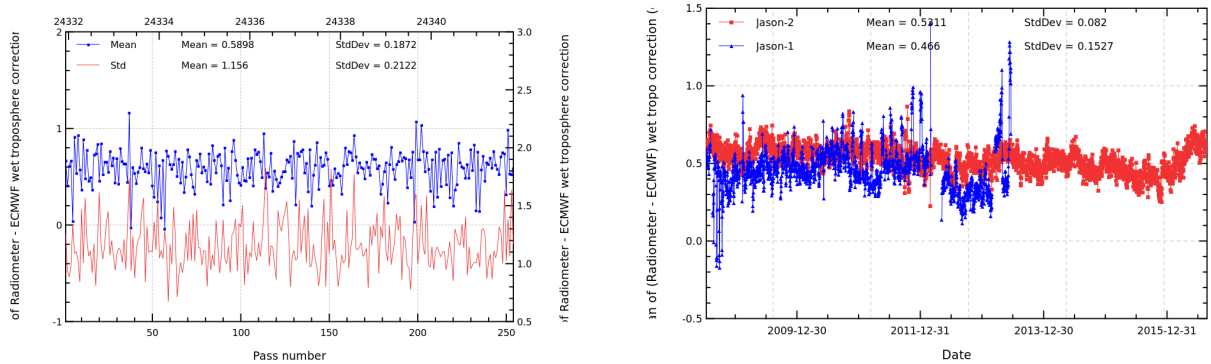 24332 24334 24336 24338 24340
Mean Mean = 0.5898 StdDev = 0.1872
Std Mean = 1.156 StdDev = 0.2122
2
1
0
-1
3.0
2.5
2.0
1.5
1.0
0.5
50 100 150 200 250
Pass number
of Radiometer - ECMWF wet troposphere correction
of Radiometer - ECMWF wet troposphere correction
Jason-2 Mean = 0.5311 StdDev = 0.082
Jason-1 Mean = 0.466 StdDev = 0.1527
1.5
1.0
0.5
0.0
-0.5
2009-12-30 2011-12-31 2013-12-30 2015-12-31
Date
an of (Radiometer - ECMWF) wet tropo correction (